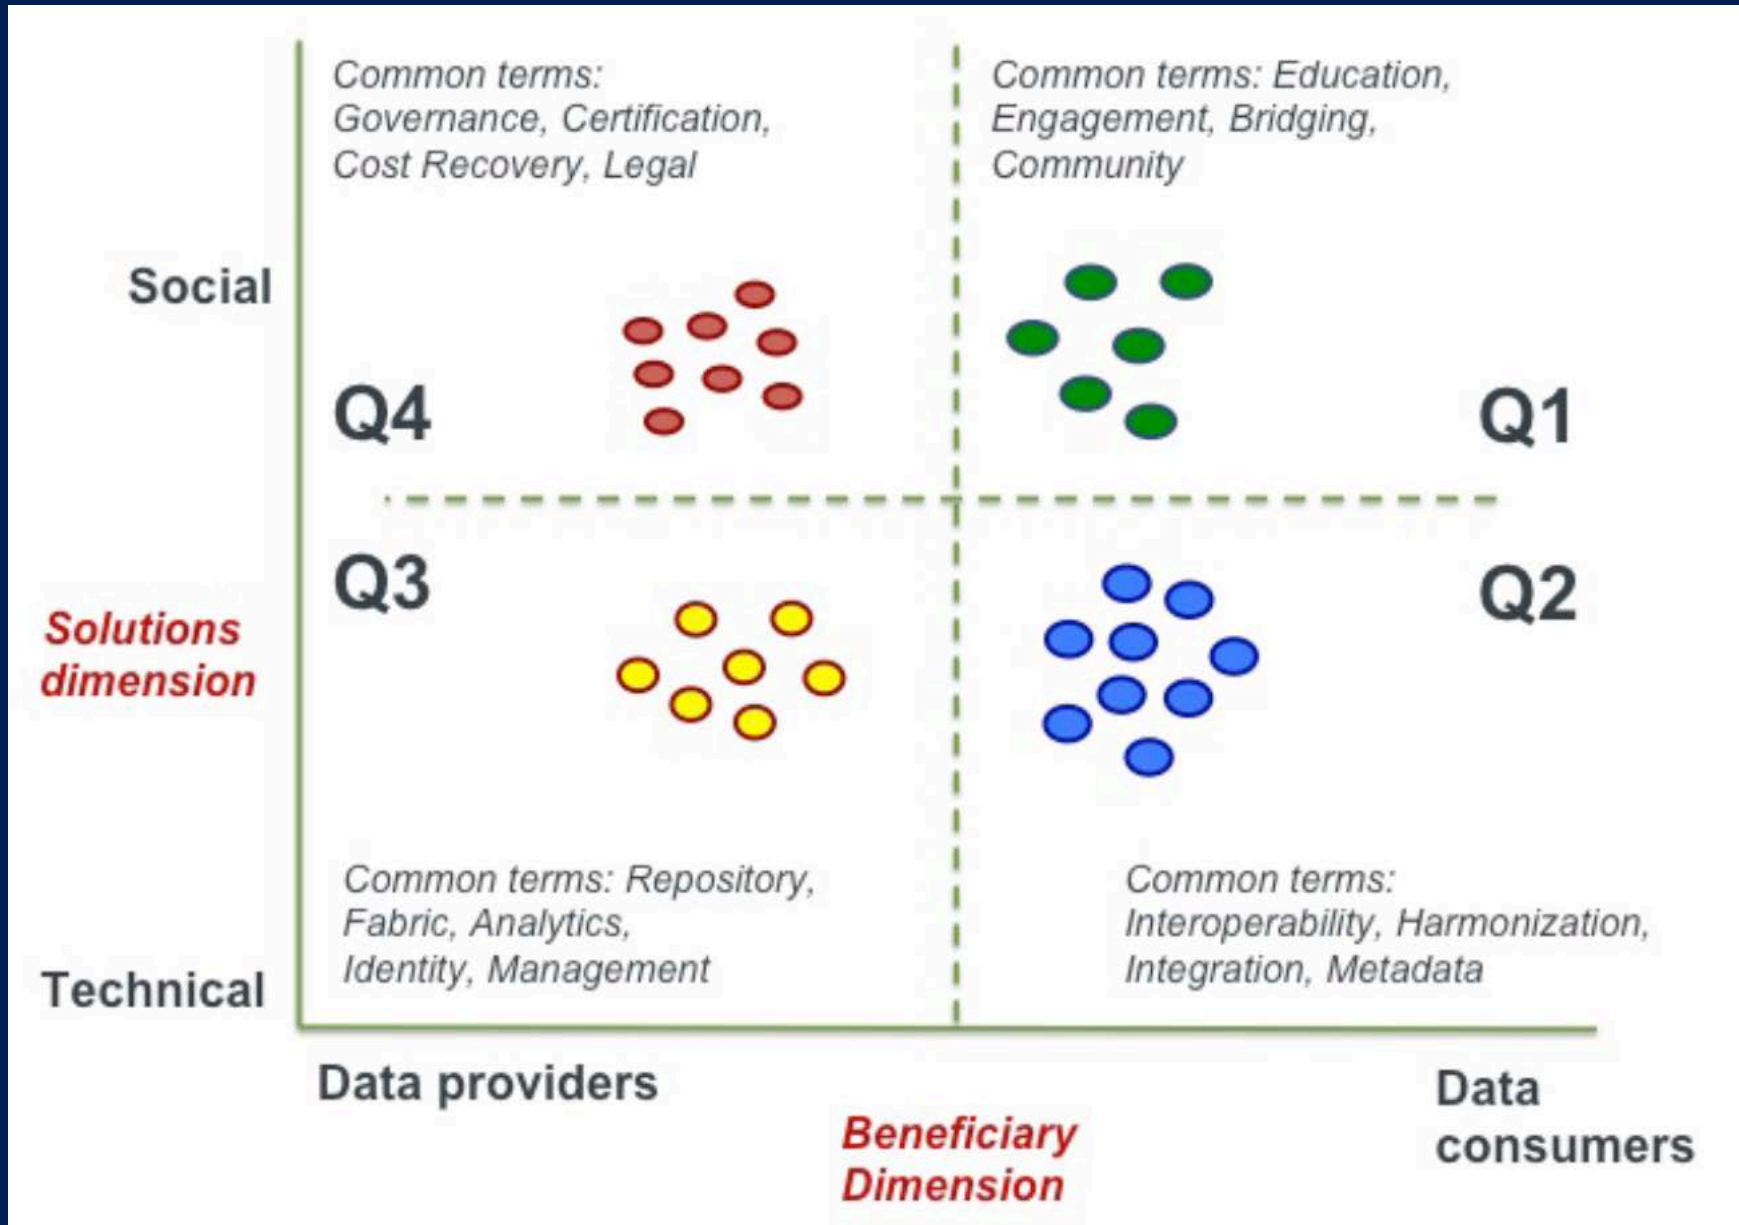 Common terms:
Governance, Certification,
Cost Recovery, Legal
Common terms: Education,
Engagement, Bridging,
Community
Social
Q4
Q1
Q3
Q2
Solutions
dimension
Common terms: Repository,
Fabric, Analytics,
Identity, Management
Common terms:
Interoperability, Harmonization,
Integration, Metadata
Technical
Data providers
Data
consumers
Beneficiary
Dimension